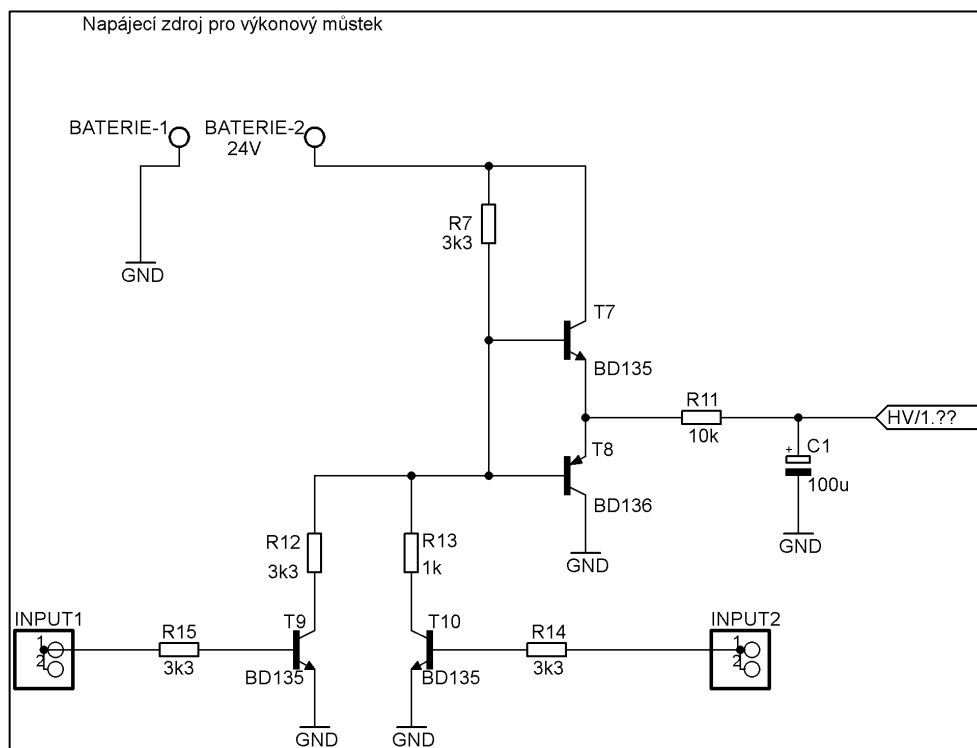 Napájecí zdroj pro výkonový můstek
BATERIE-1
BATERIE-2
24V
GND
R7
3k3
T7
BD135
R11
10k
HV/1.??
T8
BD136
+
C1
100u
GND
GND
R12
3k3
R13
1k
INPUT1
1
2
R15
3k3
T9
BD135
T10
BD135
R14
3k3
INPUT2
1
2
GND
GND